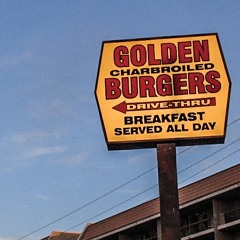 GOLDEN
CHARBROILED
BURGERS
DRIVE-THRU
BREAKFAST
SERVED ALL DAY